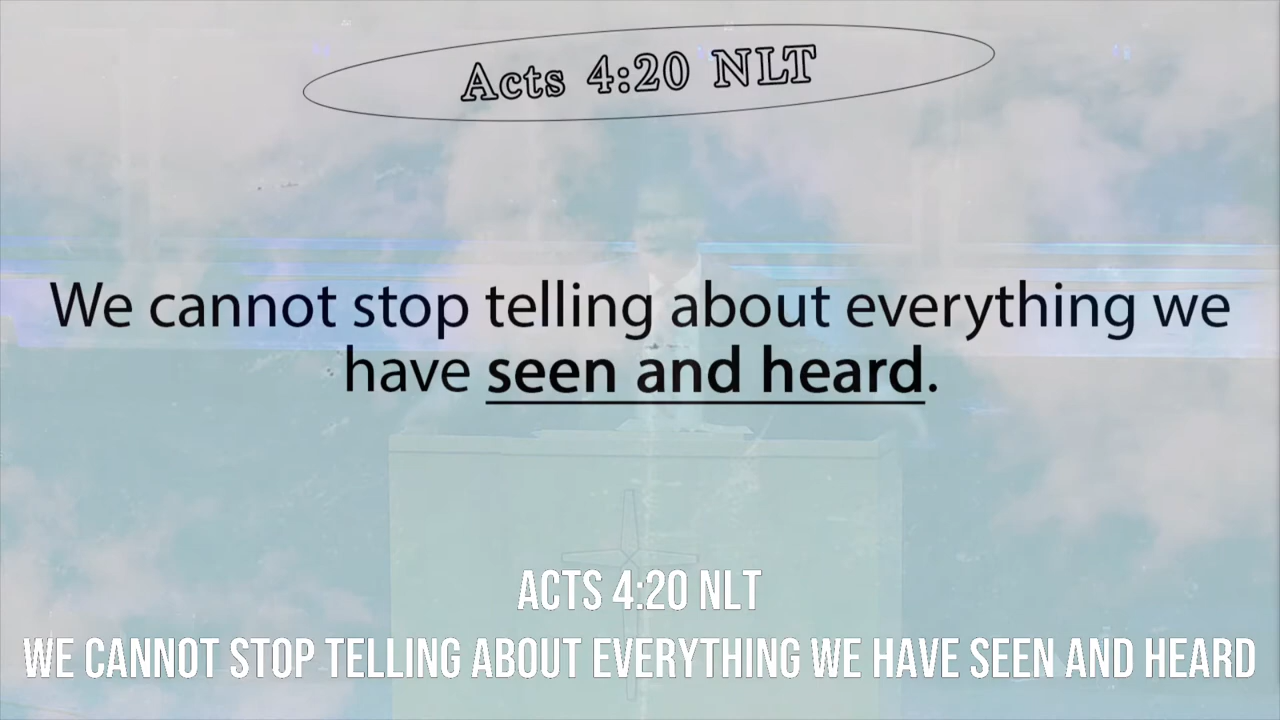 Acts 4:20 NLT
We cannot stop telling about everything we
have seen and heard.
ACTS 4:20 NLT
WE CANNOT STOP TELLING ABOUT EVERYTHING WE HAVE SEEN AND HEARD